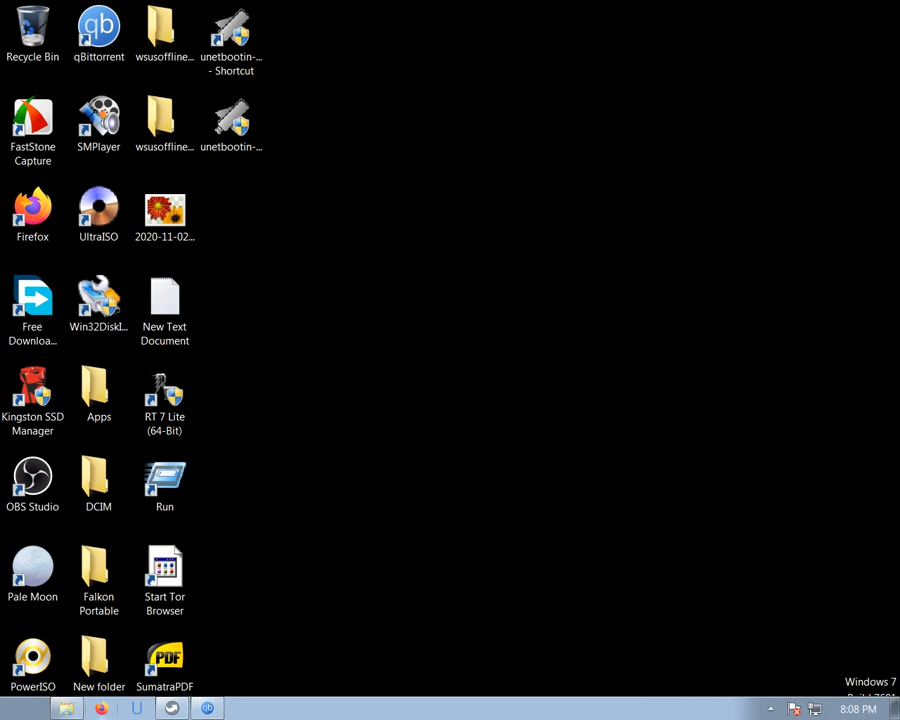 Recycle Bin
qBittorrent
wsusoffline...
unetbootin-...
- Shortcut
FastStone
Capture
SMPlayer
wsusoffline...
unetbootin-...
Firefox
UltraISO
2020-11-02...
Free
Downloa...
Win32DiskI...
New Text
Document
Kingston SSD
Manager
Apps
RT 7 Lite
(64-Bit)
OBS Studio
DCIM
Run
Pale Moon
Falkon
Portable
Start Tor
Browser
PowerISO
New folder
PDF
SumatraPDF
Windows 7
8:08 PM